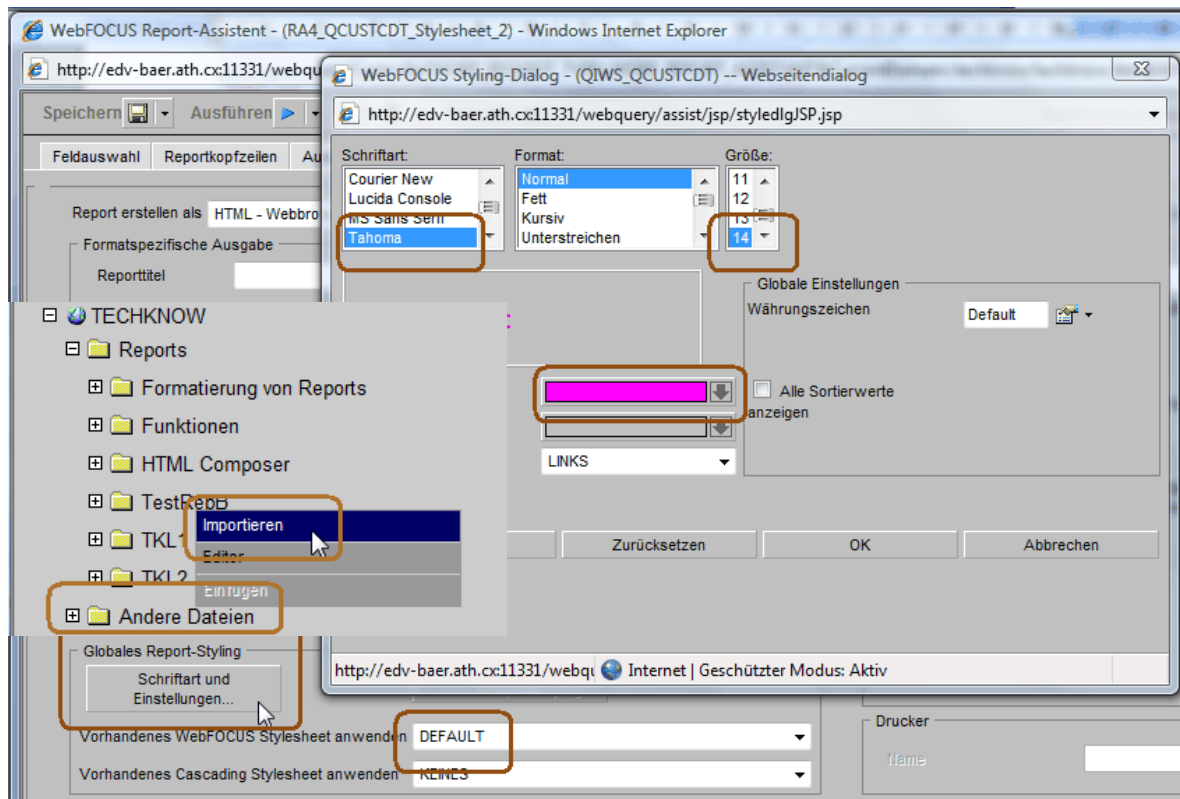 WebFOCUS Report-Assistent - (RA4_QCUSTCDT_Stylesheet_2) - Windows Internet Explorer
http://edv-baer.ath.cx:11331/webqu
Speichern Ausführen
Feldauswahl Reportkopfzeilen Au
Report erstellen als HTML - Webbro
Formatspezifische Ausgabe
Reporttitel
WebFOCUS Styling-Dialog - (QIWS_QCUSTCDT) -- Webseitendialog
http://edv-baer.ath.cx:11331/webquery/assist/jsp/styledlgJSP.jsp
Schriftart: Format: Größe:
Courier New Normal 11
Lucida Console Fett 12
MS Sans Serif Kursiv 13
Tahoma Unterstreichen 14
Globale Einstellungen
Währungszeichen Default
Alle Sortierwerte
anzeigen
LINKS
Zurücksetzen OK Abbrechen
http://edv-baer.ath.cx:11331/webqu Internet | Geschützter Modus: Aktiv
TECHKNOW
Reports
Formatierung von Reports
Funktionen
HTML Composer
TestRepB
TKL1
TKL2
Andere Dateien
Importieren
Editor
Einfügen
Globales Report-Styling
Schriftart und
Einstellungen...
Vorhandenes WebFOCUS Stylesheet anwenden DEFAULT
Vorhandenes Cascading Stylesheet anwenden KEINES
Drucker
Name